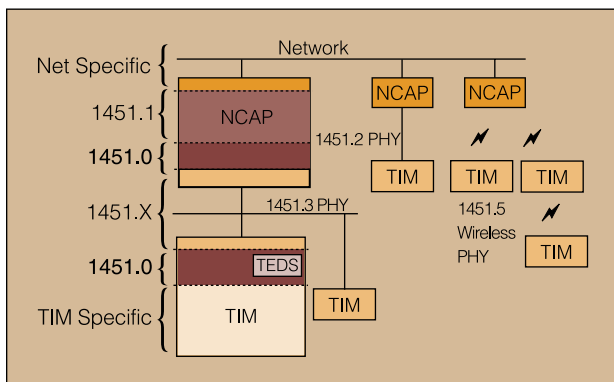 Network
Net Specific
1451.1
1451.0
1451.X
1451.0
TIM Specific
NCAP
1451.2 PHY
1451.3 PHY
TEDS
TIM
TIM
NCAP
TIM
NCAP
TIM
TIM
1451.5
Wireless
PHY
TIM